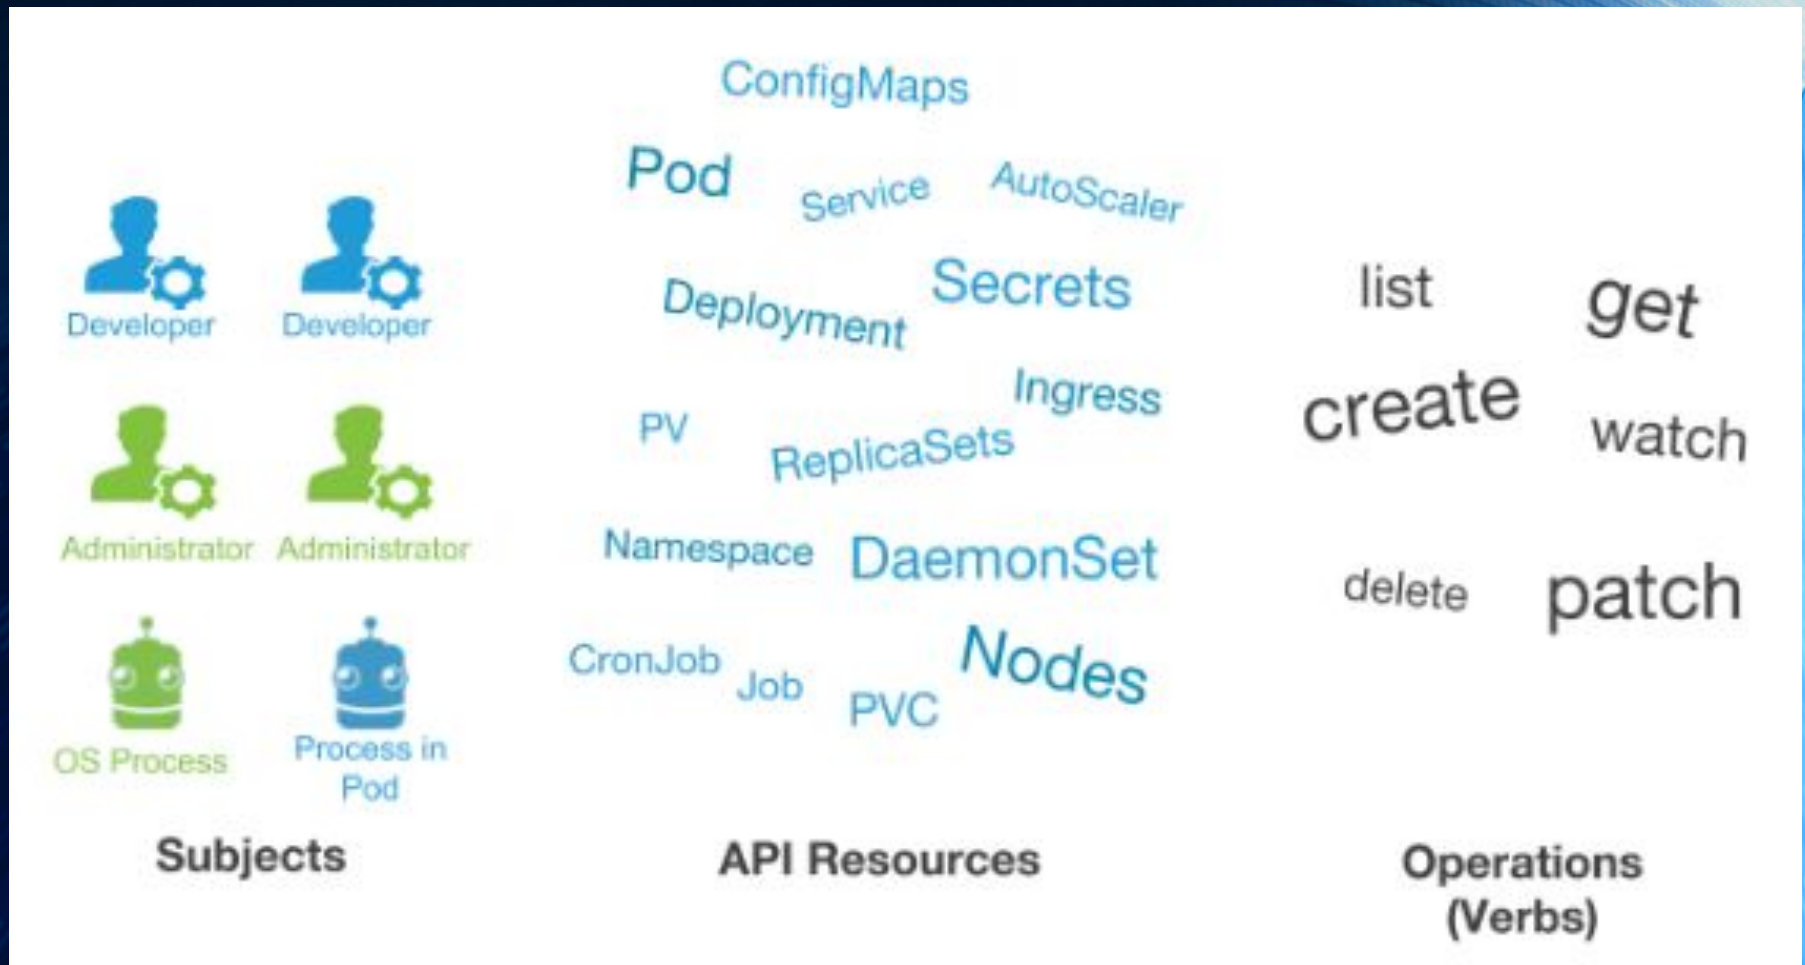 ConfigMaps
Pod
Service
AutoScaler
Developer
Developer
Deployment
Secrets
list
get
Ingress
create
watch
PV
ReplicaSets
Administrator
Administrator
Namespace
DaemonSet
delete
patch
CronJob
Job
PVC
Nodes
OS Process
Process in
Pod
Subjects
API Resources
Operations
(Verbs)